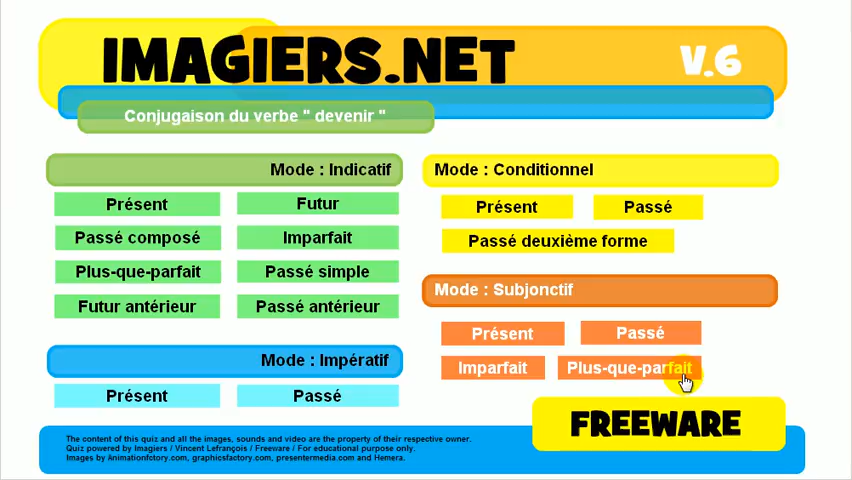 IMAGIERS.NET
V.6
Conjugaison du verbe " devenir "
Mode : Indicatif
Présent
Futur
Passé composé
Imparfait
Plus-que-parfait
Passé simple
Futur antérieur
Passé antérieur
Mode : Impératif
Présent
Passé
Mode : Conditionnel
Présent
Passé
Passé deuxième forme
Mode : Subjonctif
Présent
Passé
Imparfait
Plus-que-parfait
FREEWARE
The content of this quiz and all the images, sounds and video are the property of their respective owner.
Quiz powered by Imagiers / Vincent Lefrançois / Freeware / For educational purpose only.
Images by Animationfctory.com, graphicsfactory.com, presentermedia.com and Hemera.